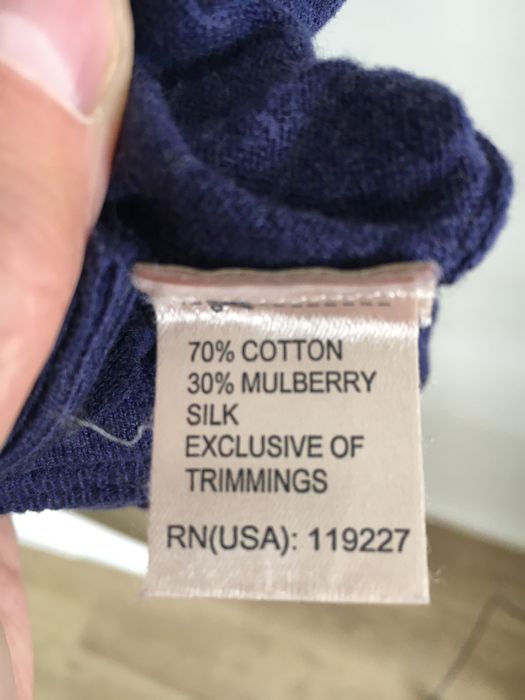 70% COTTON
30% MULBERRY
SILK
EXCLUSIVE OF
TRIMMINGS
RN(USA): 119227